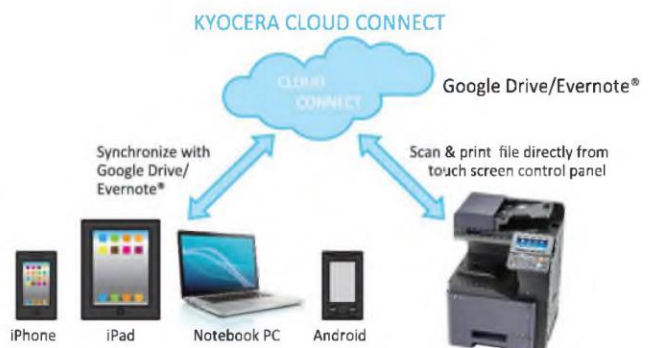 KYOCERA CLOUD CONNECT
CLOUD
CONNECT
Google Drive/Evernote®
Synchronize with
Google Drive/
Evernote®
Scan & print file directly from
touch screen control panel
iPhone
iPad
Notebook PC
Android